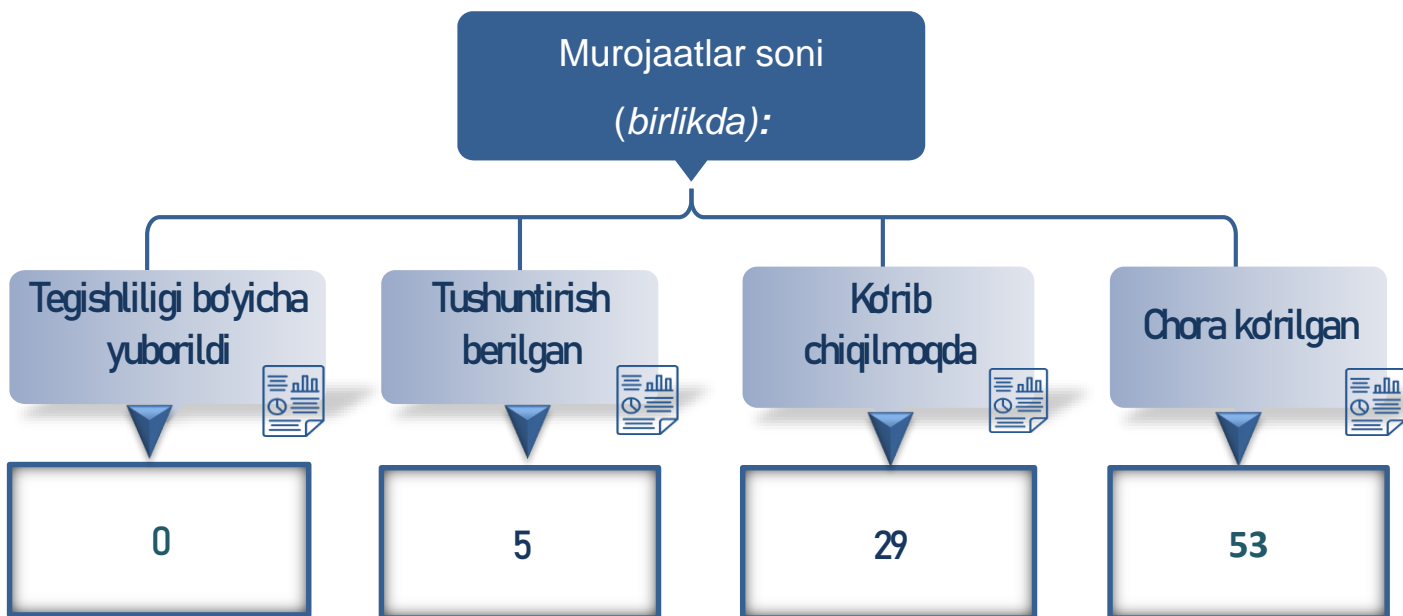 Murojaatlar soni
(birlikda):
Tegishliligi bo'yicha
yuborildi
Tushuntirish
berilgan
Ko'rib
chiqilmoqda
Chora ko'rilgan
0
5
29
53